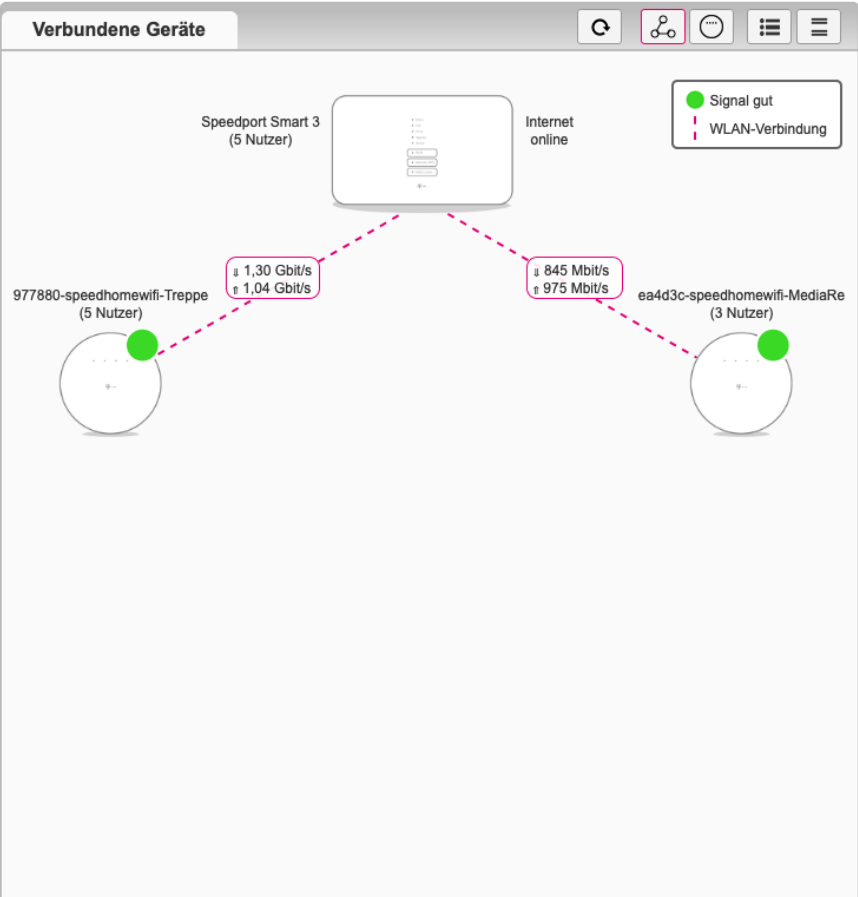 Verbundene Geräte
Speedport Smart 3
(5 Nutzer)
Internet
online
Signal gut
WLAN-Verbindung
⇓ 1,30 Gbit/s
⇑ 1,04 Gbit/s
⇓ 845 Mbit/s
⇑ 975 Mbit/s
977880-speedhomewifi-Treppe
(5 Nutzer)
ea4d3c-speedhomewifi-MediaRe
(3 Nutzer)